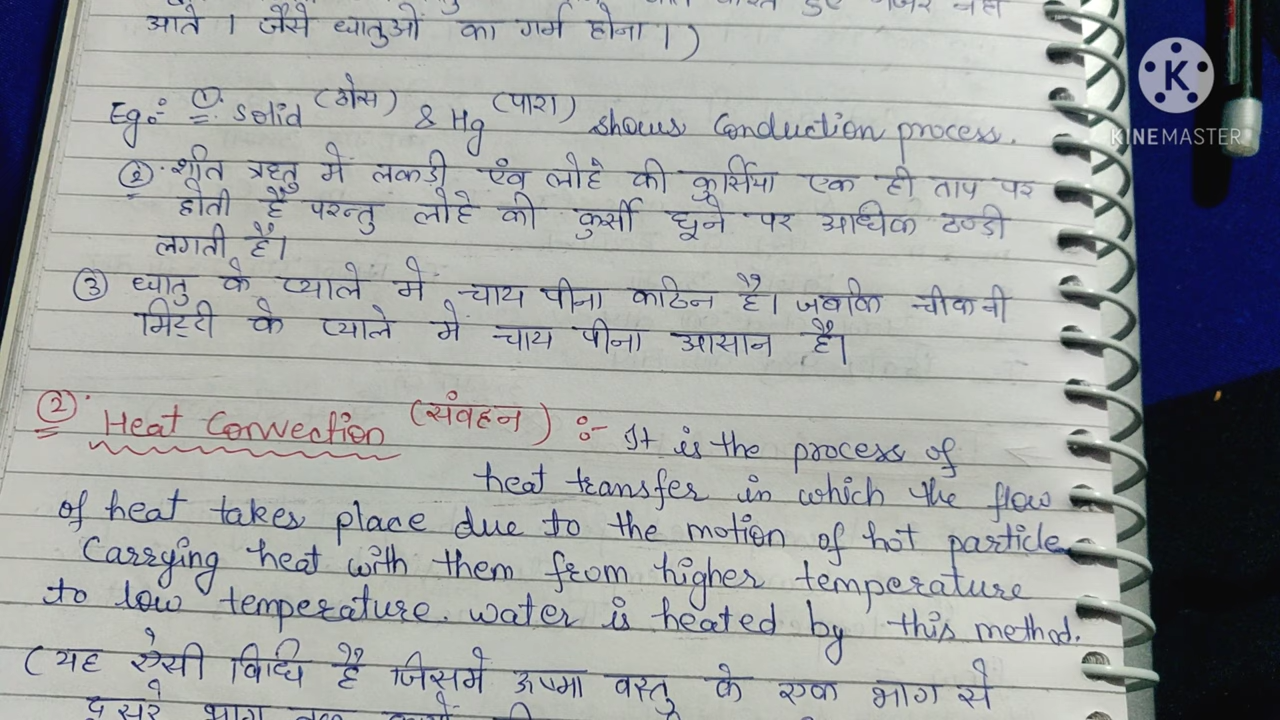 आते । जैसे धातुओं का गर्म होना।)
Eg:- ①. Solid (ठोस) & Hg (पारा) shows Conduction process.
②. शीत ऋतु में लकड़ी एंव लोहे की कुर्सिया एक ही ताप पर
होती है परन्तु लोहे की कुर्सी छूने पर अधिक ठण्डी
लगती है।
③ धातु के प्याले में चाय पीना कठिन है। जबकि चीकनी
मिट्टी के प्याले में चाय पीना आसान है।
②. Heat Convection (संवहन) :- It is the process of
heat transfer in which the flow
of heat takes place due to the motion of hot particle
Carrying heat with them from higher temperature
to low temperature. water is heated by this method.
(यह ऐसी विधि है जिसमे ऊष्मा वस्तु के एक भाग से
दुसरे भाग तक
K
KINEMASTER